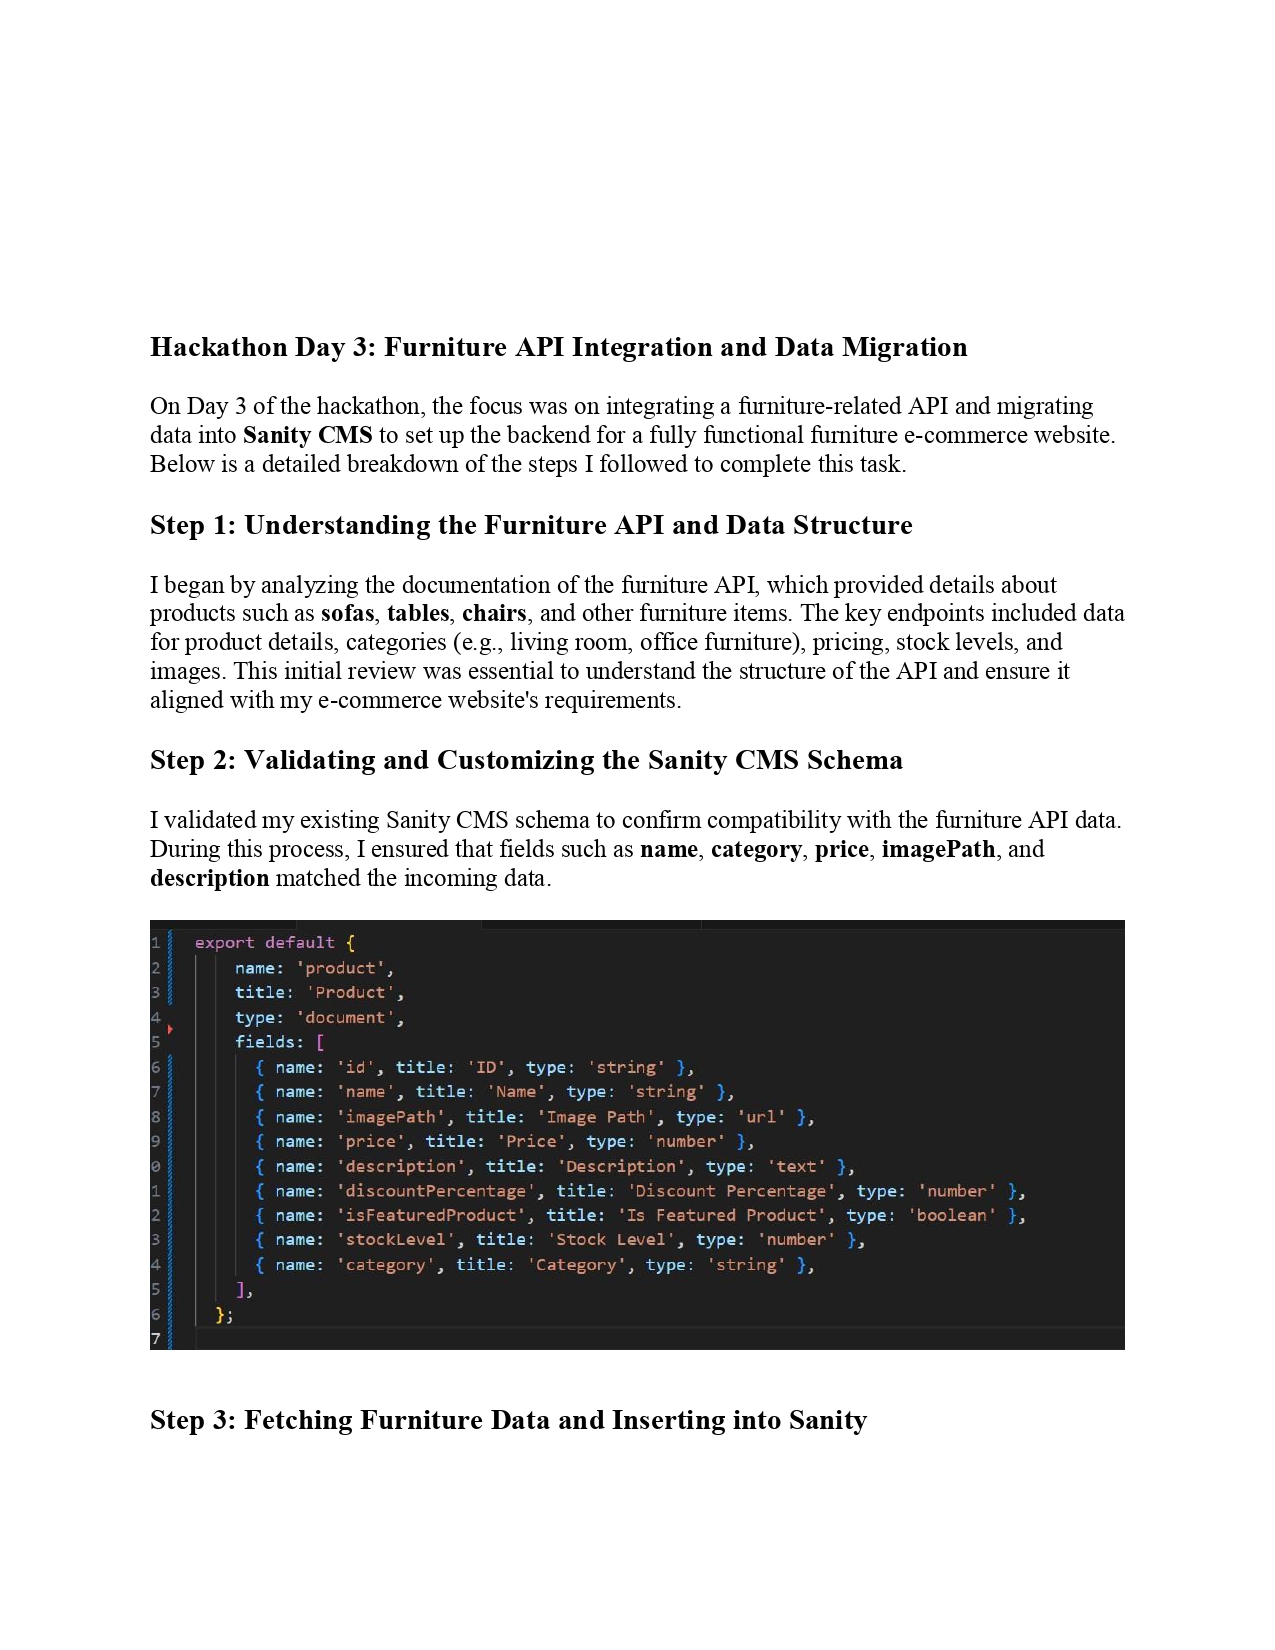 Hackathon Day 3: Furniture API Integration and Data Migration
On Day 3 of the hackathon, the focus was on integrating a furniture-related API and migrating
data into Sanity CMS to set up the backend for a fully functional furniture e-commerce website.
Below is a detailed breakdown of the steps I followed to complete this task.
Step 1: Understanding the Furniture API and Data Structure
I began by analyzing the documentation of the furniture API, which provided details about
products such as sofas, tables, chairs, and other furniture items. The key endpoints included data
for product details, categories (e.g., living room, office furniture), pricing, stock levels, and
images. This initial review was essential to understand the structure of the API and ensure it
aligned with my e-commerce website's requirements.
Step 2: Validating and Customizing the Sanity CMS Schema
I validated my existing Sanity CMS schema to confirm compatibility with the furniture API data.
During this process, I ensured that fields such as name, category, price, imagePath, and
description matched the incoming data.
1 export default {
2 name: 'product',
3 title: 'Product',
4 type: 'document',
5 fields: [
6 { name: 'id', title: 'ID', type: 'string' },
7 { name: 'name', title: 'Name', type: 'string' },
8 { name: 'imagePath', title: 'Image Path', type: 'url' },
9 { name: 'price', title: 'Price', type: 'number' },
0 { name: 'description', title: 'Description', type: 'text' },
1 { name: 'discountPercentage', title: 'Discount Percentage', type: 'number' },
2 { name: 'isFeaturedProduct', title: 'Is Featured Product', type: 'boolean' },
3 { name: 'stockLevel', title: 'Stock Level', type: 'number' },
4 { name: 'category', title: 'Category', type: 'string' },
5 ],
6 };
7
Step 3: Fetching Furniture Data and Inserting into Sanity